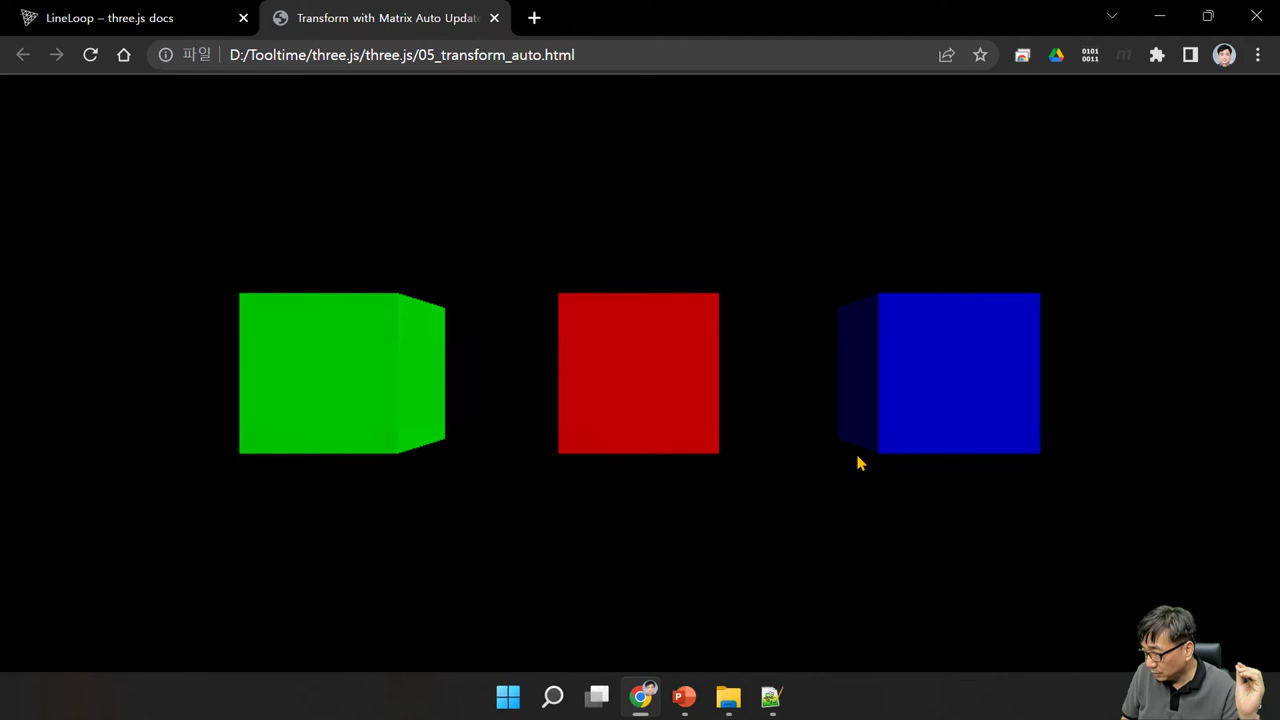 LineLoop – three.js docs
Transform with Matrix Auto Update
파일
D:/Tooltime/three.js/three.js/05_transform_auto.html
0101
0011
m
P